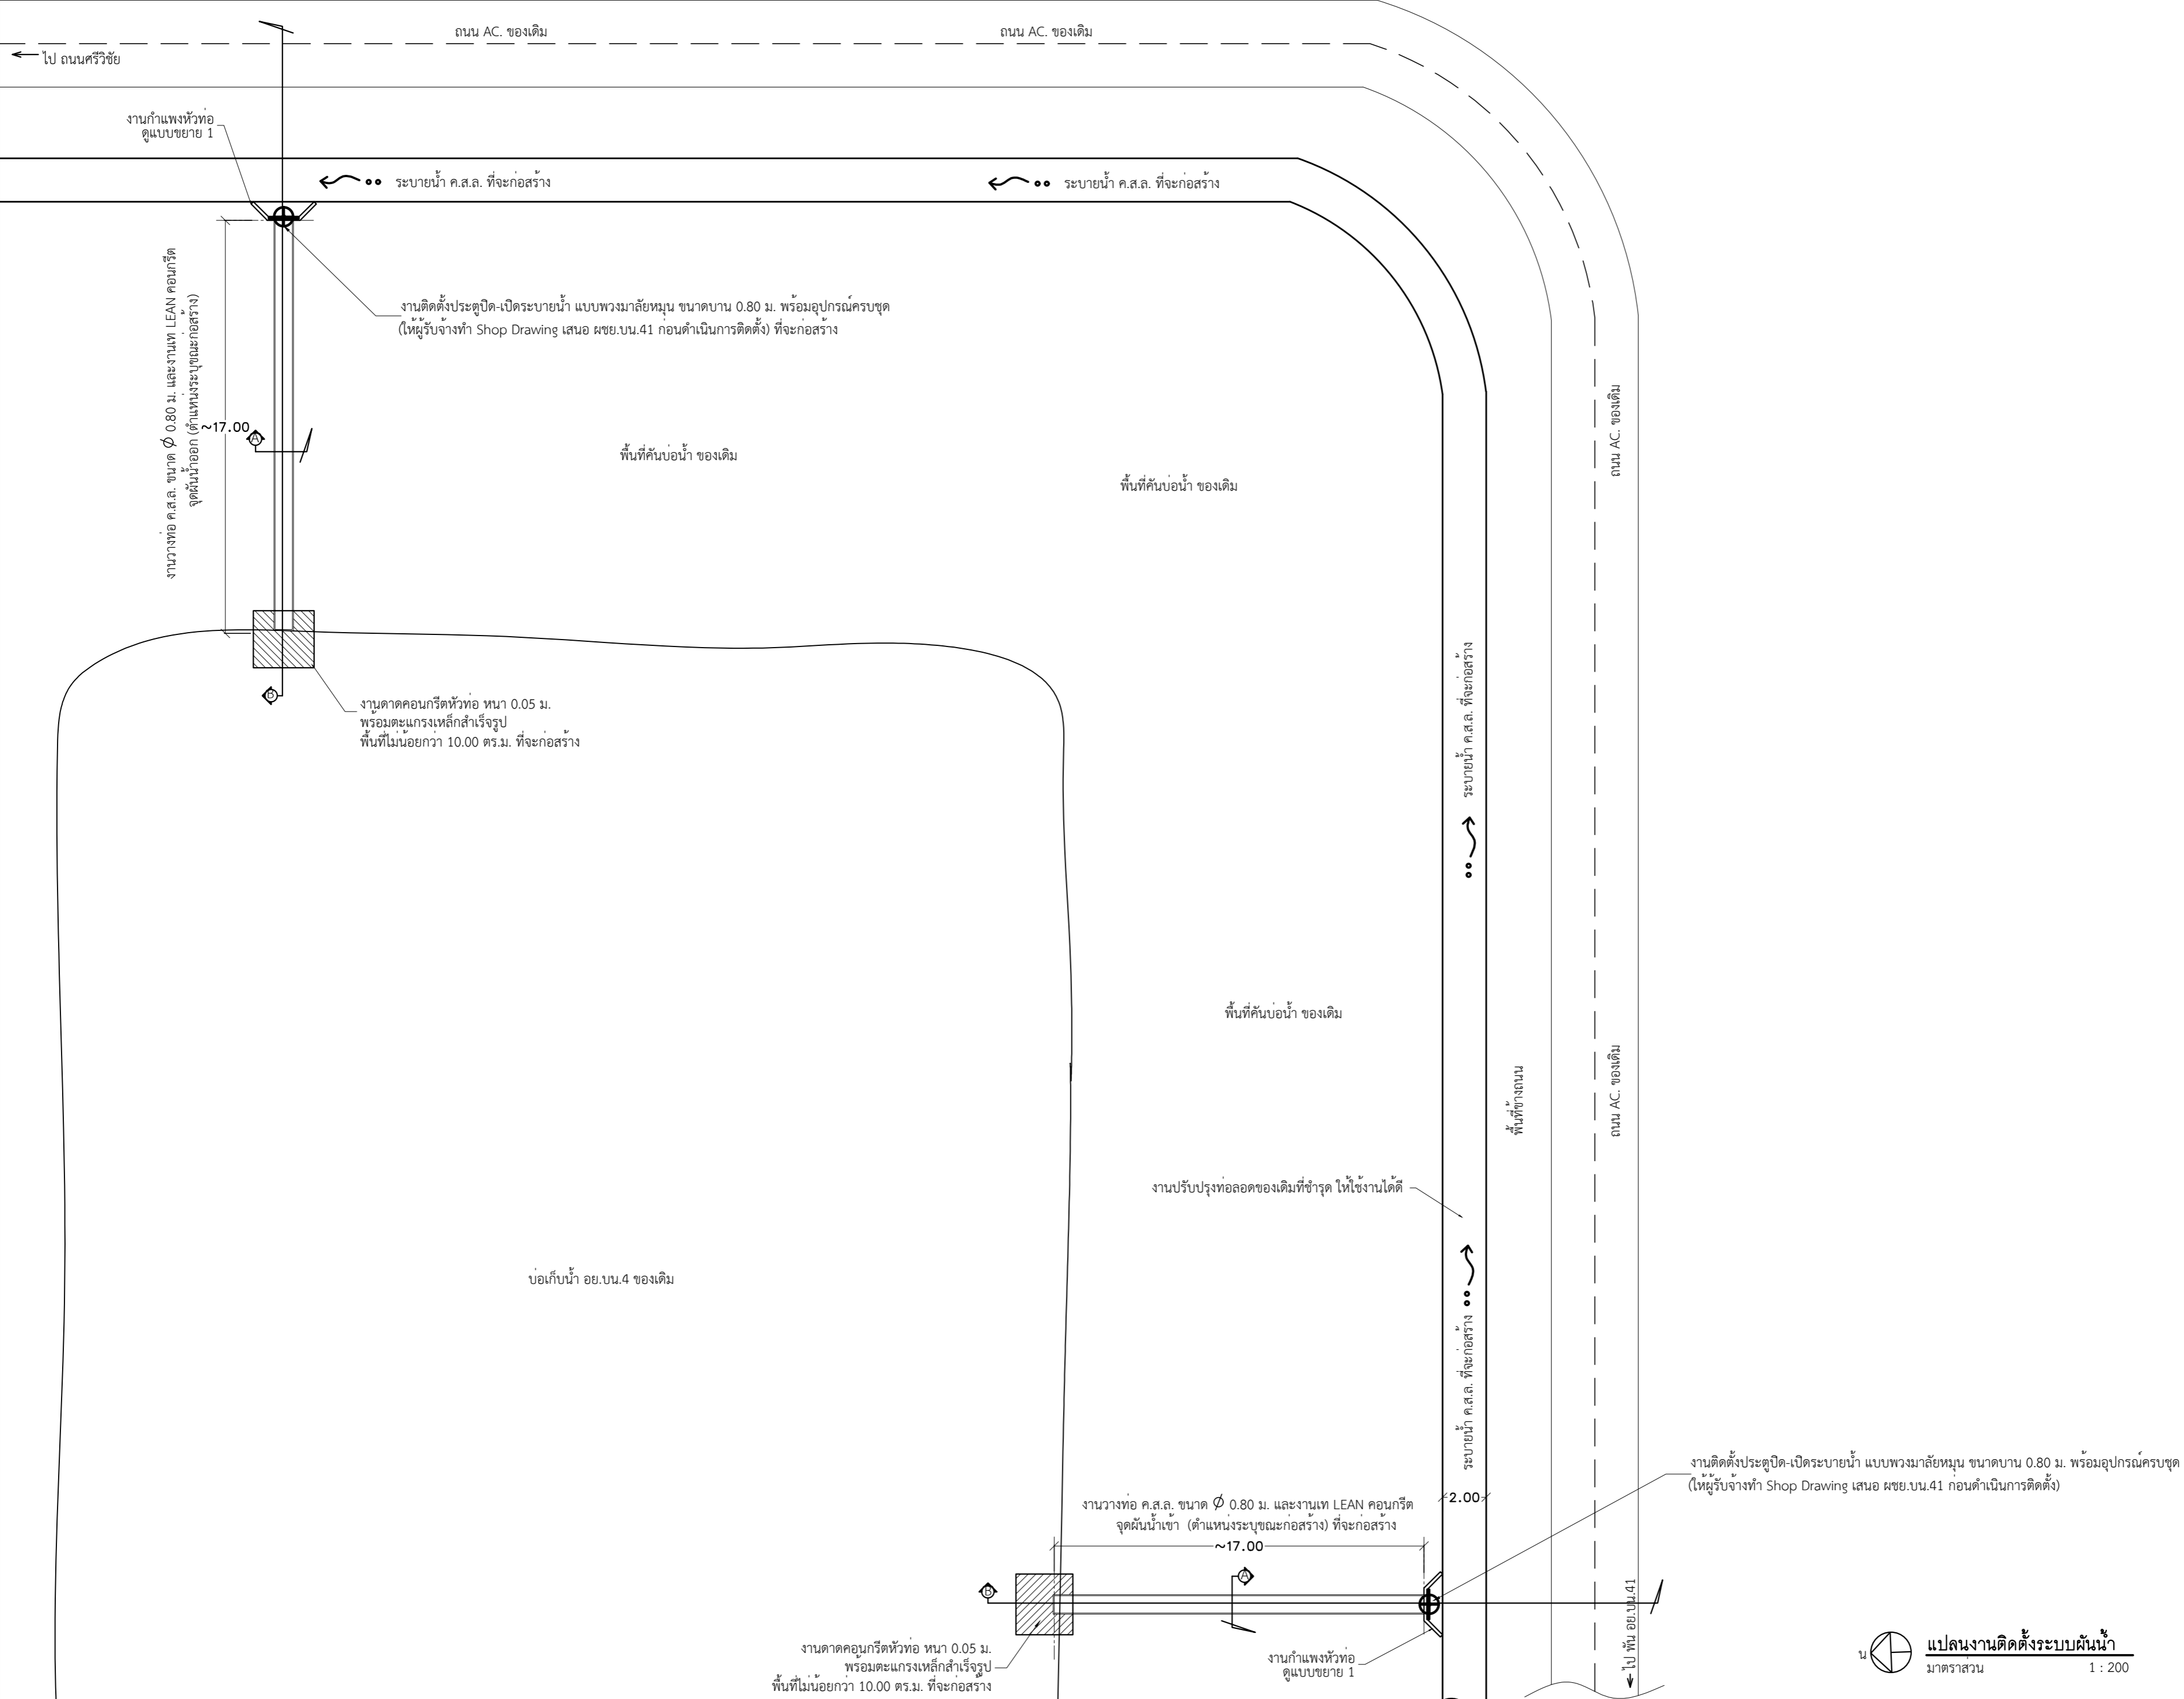 ถนน AC. ของเดิม
ถนน AC. ของเดิม
ไป ถนนศรีวิชัย
งานกำแพงหัวท่อ
ดูแบบขยาย 1
ระบายน้ำ ค.ส.ล. ที่จะก่อสร้าง
ระบายน้ำ ค.ส.ล. ที่จะก่อสร้าง
งานวางท่อ ค.ส.ล. ขนาด Ø 0.80 ม. และงานเท LEAN คอนกรีต
จุดผันน้ำออก (ตำแหน่งระบุขณะก่อสร้าง)
~17.00
A
งานติดตั้งประตูปิด-เปิดระบายน้ำ แบบพวงมาลัยหมุน ขนาดบาน 0.80 ม. พร้อมอุปกรณ์ครบชุด
(ให้ผู้รับจ้างทำ Shop Drawing เสนอ ผชย.บน.41 ก่อนดำเนินการติดตั้ง) ที่จะก่อสร้าง
พื้นที่คันบ่อน้ำ ของเดิม
พื้นที่คันบ่อน้ำ ของเดิม
ถนน AC. ของเดิม
B
งานดาดคอนกรีตหัวท่อ หนา 0.05 ม.
พร้อมตะแกรงเหล็กสำเร็จรูป
พื้นที่ไม่น้อยกว่า 10.00 ตร.ม. ที่จะก่อสร้าง
ระบายน้ำ ค.ส.ล. ที่จะก่อสร้าง
พื้นที่คันบ่อน้ำ ของเดิม
พื้นที่ข้างถนน
ถนน AC. ของเดิม
งานปรับปรุงท่อลอดของเดิมที่ชำรุด ให้ใช้งานได้ดี
บ่อเก็บน้ำ อย.บน.4 ของเดิม
ระบายน้ำ ค.ส.ล. ที่จะก่อสร้าง
งานติดตั้งประตูปิด-เปิดระบายน้ำ แบบพวงมาลัยหมุน ขนาดบาน 0.80 ม. พร้อมอุปกรณ์ครบชุด
(ให้ผู้รับจ้างทำ Shop Drawing เสนอ ผชย.บน.41 ก่อนดำเนินการติดตั้ง)
2.00
งานวางท่อ ค.ส.ล. ขนาด Ø 0.80 ม. และงานเท LEAN คอนกรีต
จุดผันน้ำเข้า (ตำแหน่งระบุขณะก่อสร้าง) ที่จะก่อสร้าง
~17.00
A
B
งานดาดคอนกรีตหัวท่อ หนา 0.05 ม.
พร้อมตะแกรงเหล็กสำเร็จรูป
พื้นที่ไม่น้อยกว่า 10.00 ตร.ม. ที่จะก่อสร้าง
งานกำแพงหัวท่อ
ดูแบบขยาย 1
ไป พัน อย.บน.41
น
แปลนงานติดตั้งระบบผันน้ำ
มาตราส่วน 1 : 200